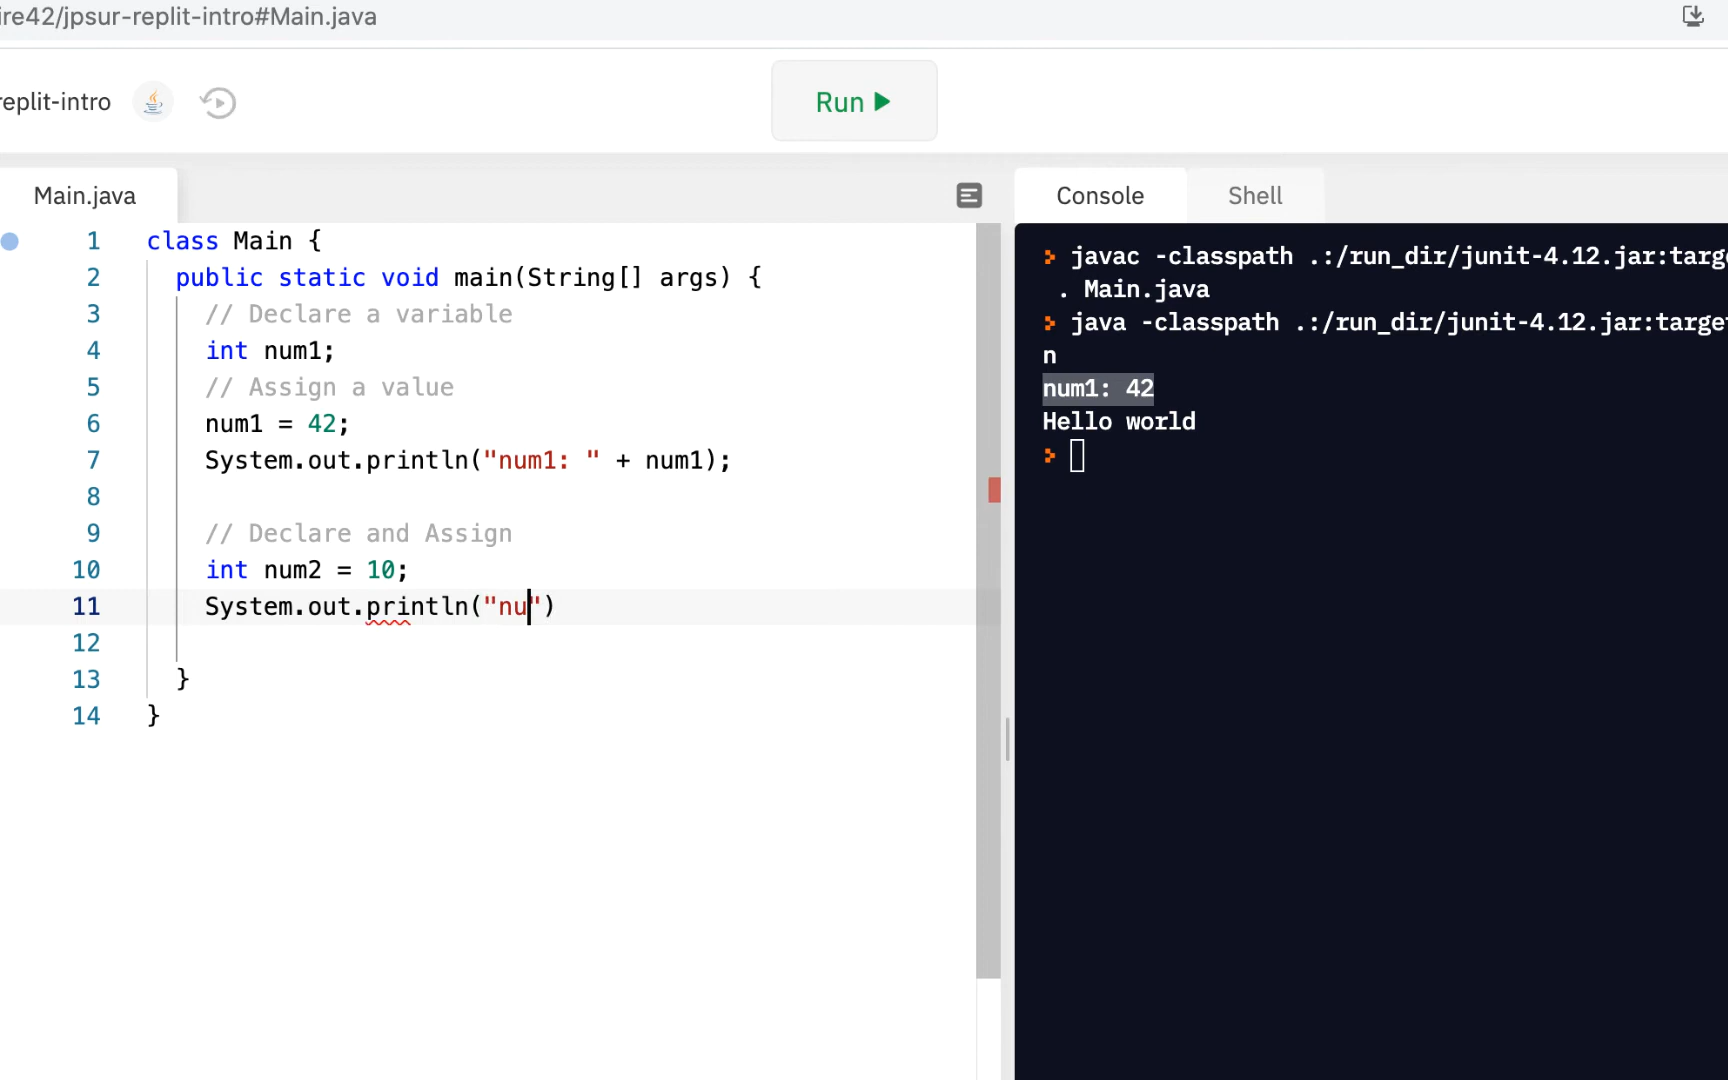 ire42/jpsur-replit-intro#Main.java
replit-intro
Run
Main.java
Console
Shell
1 class Main {
2 public static void main(String[] args) {
3 // Declare a variable
4 int num1;
5 // Assign a value
6 num1 = 42;
7 System.out.println("num1: " + num1);
8
9 // Declare and Assign
10 int num2 = 10;
11 System.out.println("nu")
12
13 }
14 }
javac -classpath .:/run_dir/junit-4.12.jar:targe
. Main.java
java -classpath .:/run_dir/junit-4.12.jar:target
n
num1: 42
Hello world